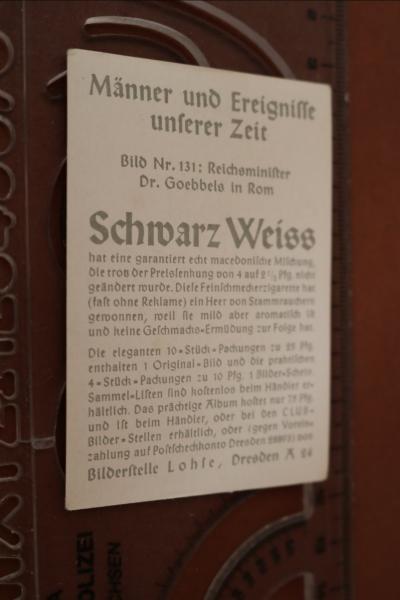 Männer und Ereignisse
unserer Zeit
Bild Nr. 131: Reichsminister
Dr. Goebbels in Rom
Schwarz Weiss
hat eine garantiert echt macedonische Mischung,
die trotz der Preissenkung von 4 auf 2½ Pfg. nicht
geändert wurde. Diese Feinschmeckerzigarette hat
(fast ohne Reklame) ein Heer von Stammrauchern
gewonnen, weil sie mild aber aromatisch ist
und keine Geschmacks-Ermüdung zur Folge hat.
Die eleganten 10-Stück-Packungen zu 25 Pfg.
enthalten 1 Original-Bild und die praktischen
4-Stück-Packungen zu 10 Pfg. 1 Bilder-Schein.
Sammel-Listen sind kostenlos beim Händler er-
hältlich. Das prächtige Album kostet nur 75 Pfg.
und ist beim Händler, oder bei den CLUB-
Bilder-Stellen erhältlich, oder (gegen Vorein-
zahlung auf Postscheckkonto Dresden) von
Bilderstelle Lohse, Dresden A 24
OLIZEI
CHSEN